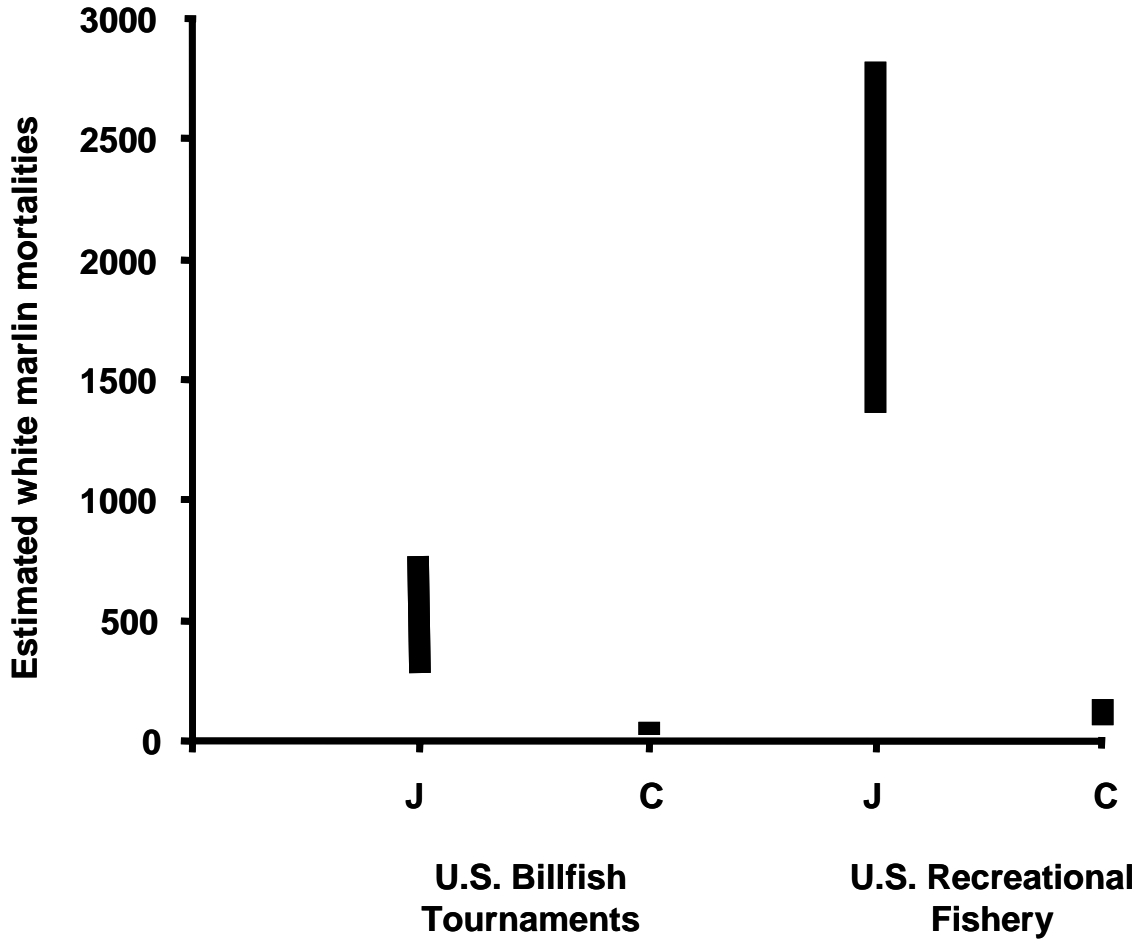 Estimated white marlin mortalities
3000
2500
2000
1500
1000
500
0
J
C
J
C
U.S. Billfish
Tournaments
U.S. Recreational
Fishery